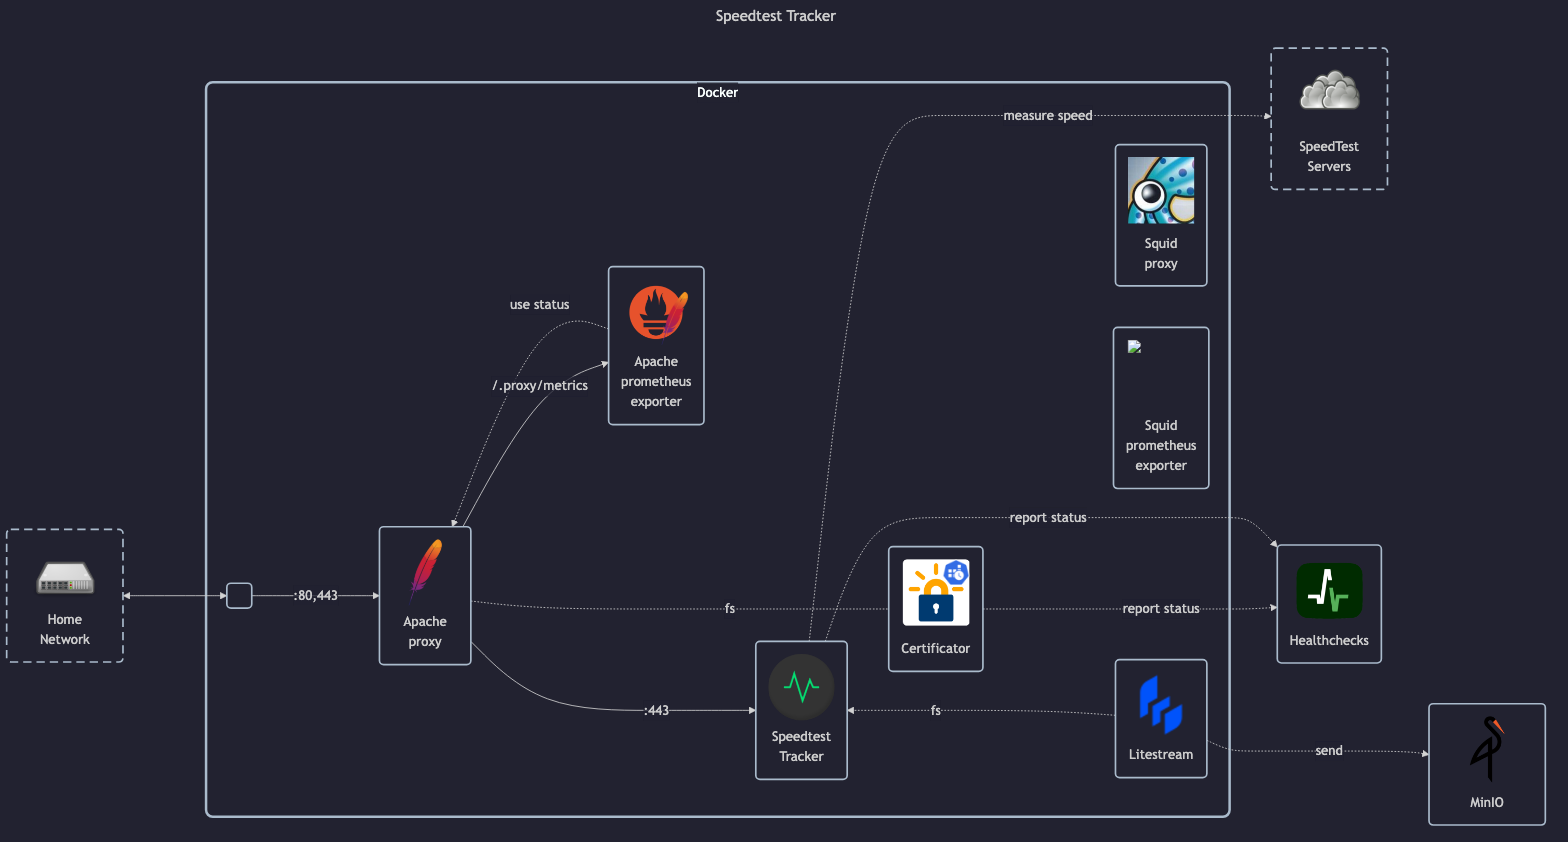 Speedtest Tracker
Docker
measure speed
SpeedTest
Servers
Squid
proxy
use status
Apache
prometheus
exporter
/.proxy/metrics
Squid
prometheus
exporter
report status
Home
Network
:80,443
Apache
proxy
fs
Certificator
report status
Healthchecks
:443
Speedtest
Tracker
fs
Litestream
send
MinIO